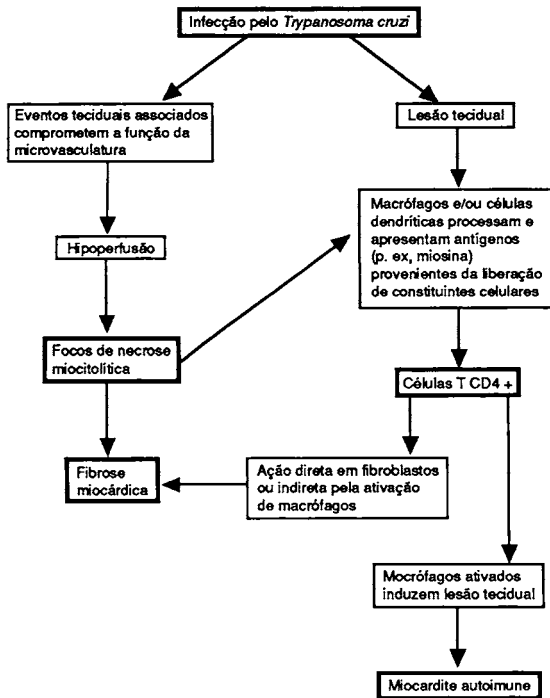 Infecção pelo Trypanosoma cruzi
Eventos teciduais associados
comprometem a função da
microvasculatura
Lesão tecidual
Macrófagos e/ou células
dendríticas processam e
apresentam antígenos
(p. ex, miosina)
provenientes da liberação
de constituintes celulares
Hipoperfusão
Focos de necrose
miocitolítica
Células T CD4 +
Fibrose
miocárdica
Ação direta em fibroblastos
ou indireta pela ativação
de macrófagos
Mocrófagos ativados
induzem lesão tecidual
Miocardite autoimune